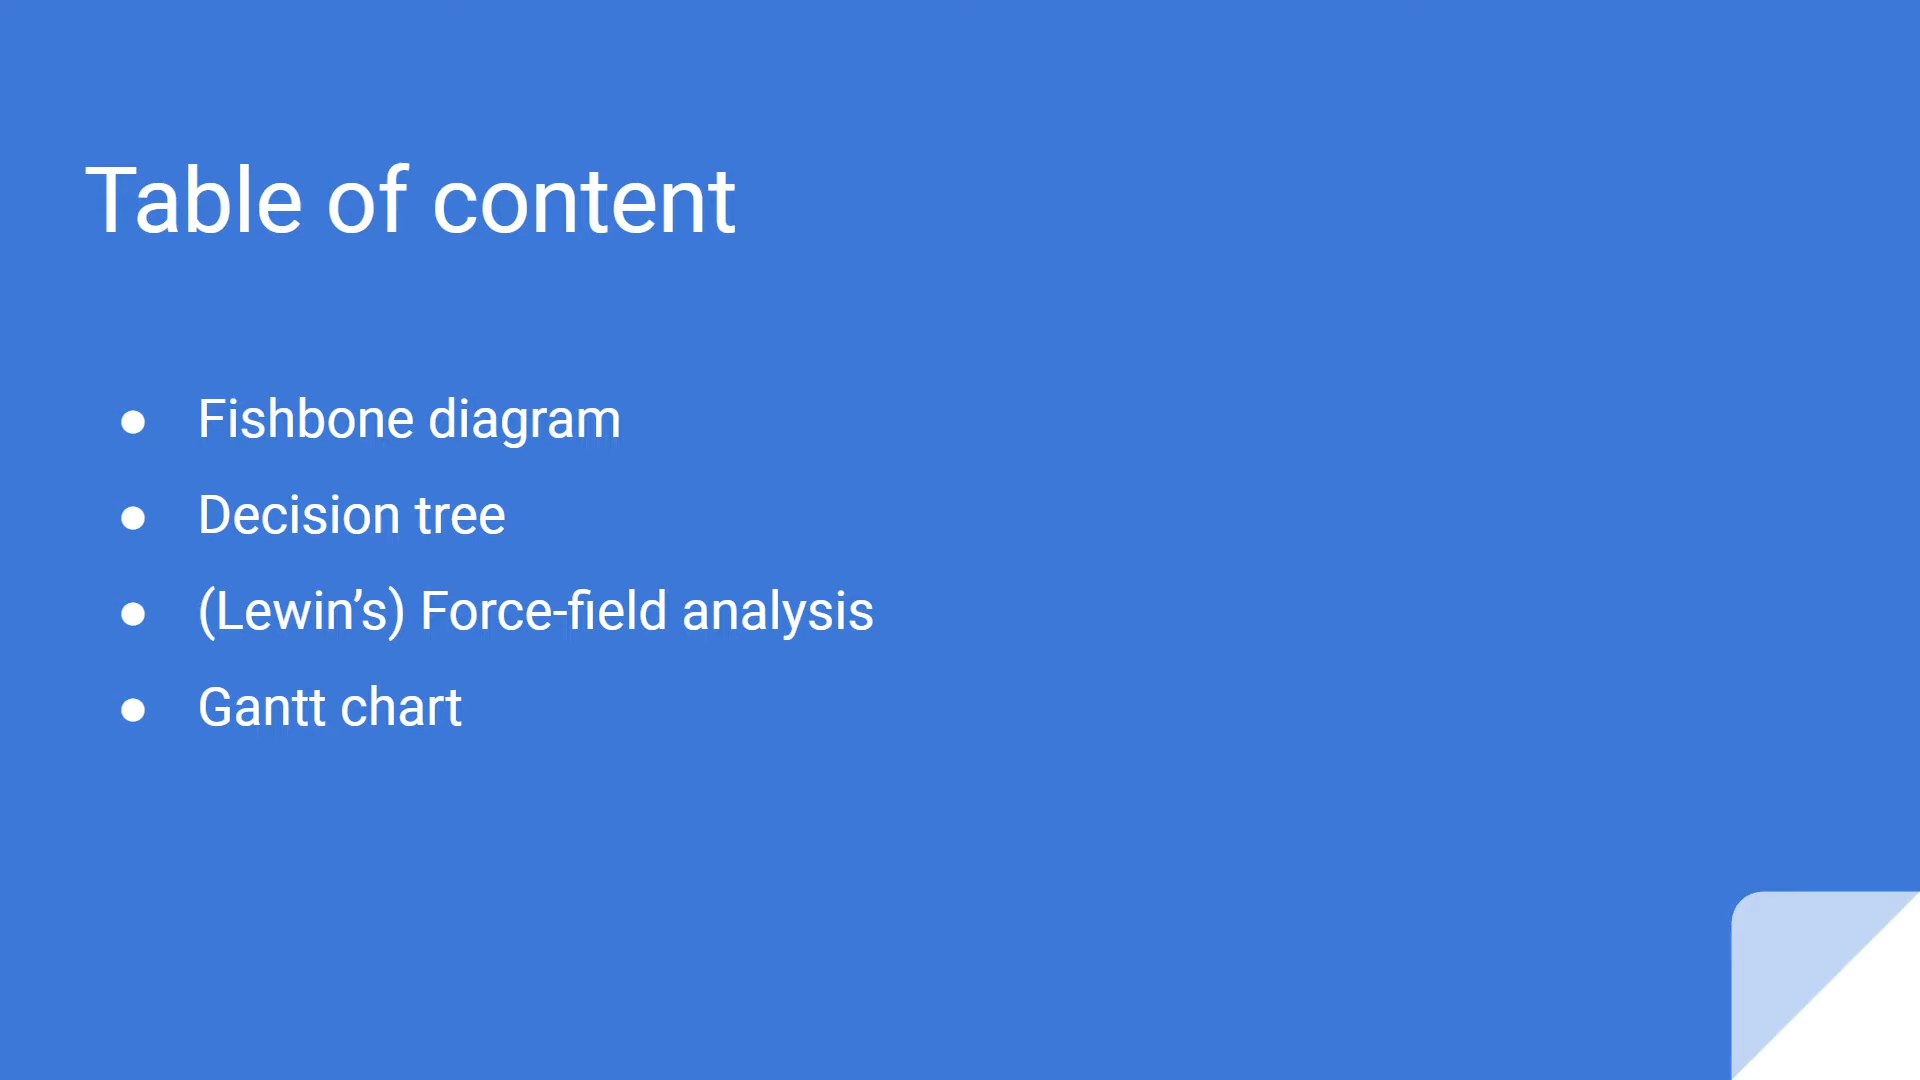 Table of content
● Fishbone diagram
● Decision tree
● (Lewin’s) Force-field analysis
● Gantt chart